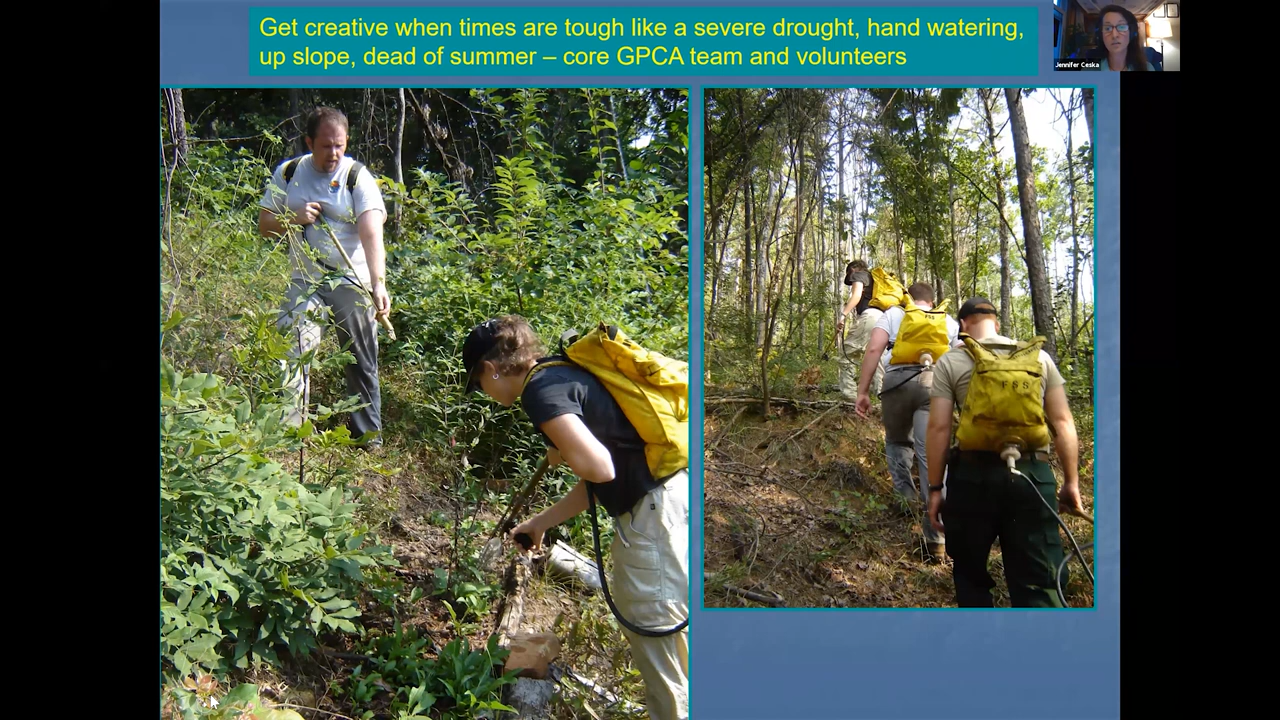 Get creative when times are tough like a severe drought, hand watering,
up slope, dead of summer – core GPCA team and volunteers
Jennifer Ceska
FSS